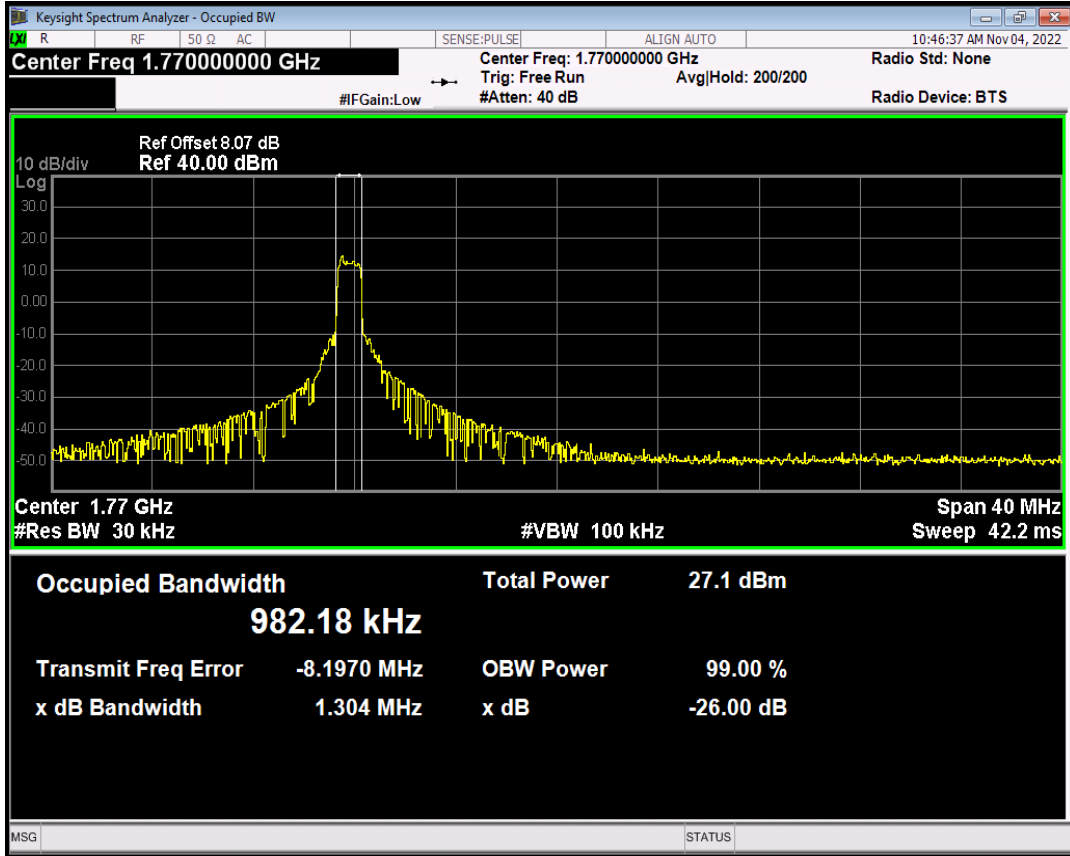 Keysight Spectrum Analyzer - Occupied BW
LXI R RF 50 Ω AC SENSE:PULSE ALIGN AUTO 10:46:37 AM Nov 04, 2022
Center Freq 1.770000000 GHz Center Freq: 1.770000000 GHz Radio Std: None
Trig: Free Run Avg|Hold: 200/200
#IFGain:Low #Atten: 40 dB Radio Device: BTS
Ref Offset 8.07 dB
10 dB/div Ref 40.00 dBm
Log
30.0
20.0
10.0
0.00
-10.0
-20.0
-30.0
-40.0
-50.0
Center 1.77 GHz Span 40 MHz
#Res BW 30 kHz #VBW 100 kHz Sweep 42.2 ms
Occupied Bandwidth Total Power 27.1 dBm
982.18 kHz
Transmit Freq Error -8.1970 MHz OBW Power 99.00 %
x dB Bandwidth 1.304 MHz x dB -26.00 dB
MSG STATUS